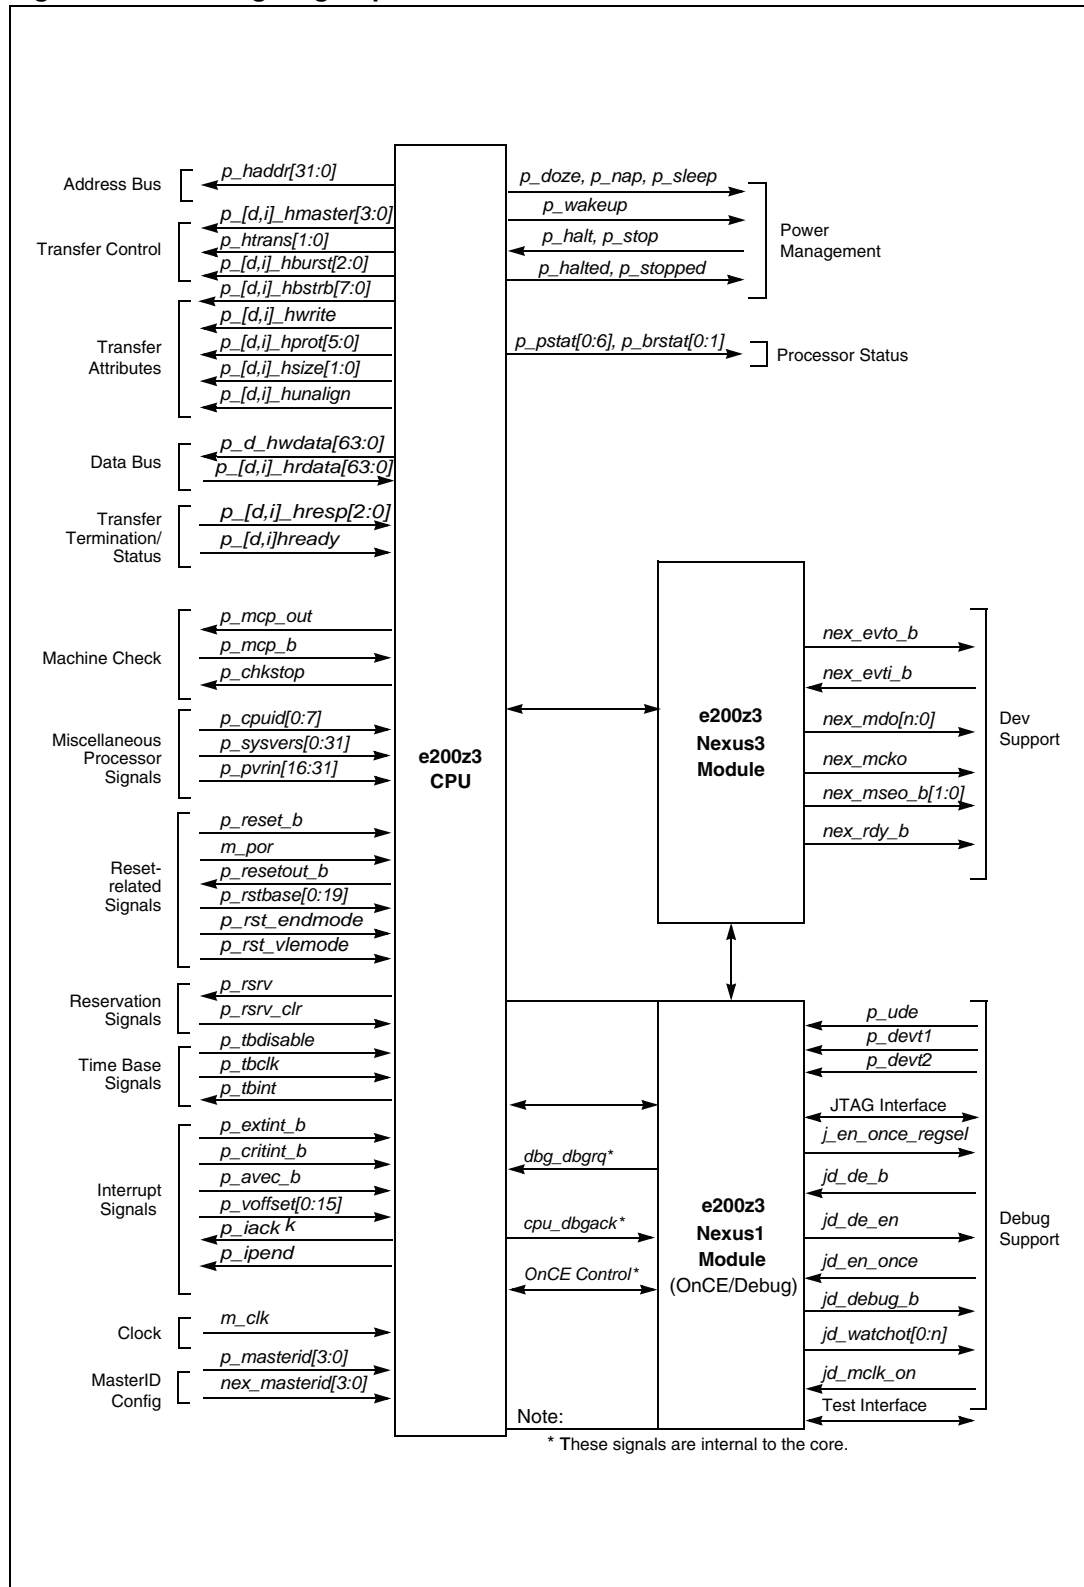 Address Bus
p_haddr[31:0]
Transfer Control
p_[d,i]_hmaster[3:0]
p_htrans[1:0]
p_[d,i]_hburst[2:0]
p_[d,i]_hbstrb[7:0]
Transfer
Attributes
p_[d,i]_hwrite
p_[d,i]_hprot[5:0]
p_[d,i]_hsize[1:0]
p_[d,i]_hunalign
Data Bus
p_d_hwdata[63:0]
p_[d,i]_hrdata[63:0]
Transfer
Termination/
Status
p_[d,i]_hresp[2:0]
p_[d,i]hready
Machine Check
p_mcp_out
p_mcp_b
p_chkstop
Miscellaneous
Processor
Signals
p_cpuid[0:7]
p_sysvers[0:31]
p_pvrin[16:31]
Reset-
related
Signals
p_reset_b
m_por
p_resetout_b
p_rstbase[0:19]
p_rst_endmode
p_rst_vlemode
Reservation
Signals
p_rsrv
p_rsrv_clr
Time Base
Signals
p_tbdisable
p_tbclk
p_tbint
Interrupt
Signals
p_extint_b
p_critint_b
p_avec_b
p_voffset[0:15]
p_iack k
p_ipend
Clock
m_clk
MasterID
Config
p_masterid[3:0]
nex_masterid[3:0]
e200z3
CPU
p_doze, p_nap, p_sleep
p_wakeup
p_halt, p_stop
p_halted, p_stopped
Power
Management
p_pstat[0:6], p_brstat[0:1]
Processor Status
e200z3
Nexus3
Module
nex_evto_b
nex_evti_b
nex_mdo[n:0]
nex_mcko
nex_mseo_b[1:0]
nex_rdy_b
Dev
Support
dbg_dbgrq*
cpu_dbgack*
OnCE Control*
e200z3
Nexus1
Module
(OnCE/Debug)
p_ude
p_devt1
p_devt2
JTAG Interface
j_en_once_regsel
jd_de_b
jd_de_en
jd_en_once
jd_debug_b
jd_watchot[0:n]
jd_mclk_on
Test Interface
Debug
Support
Note:
* These signals are internal to the core.